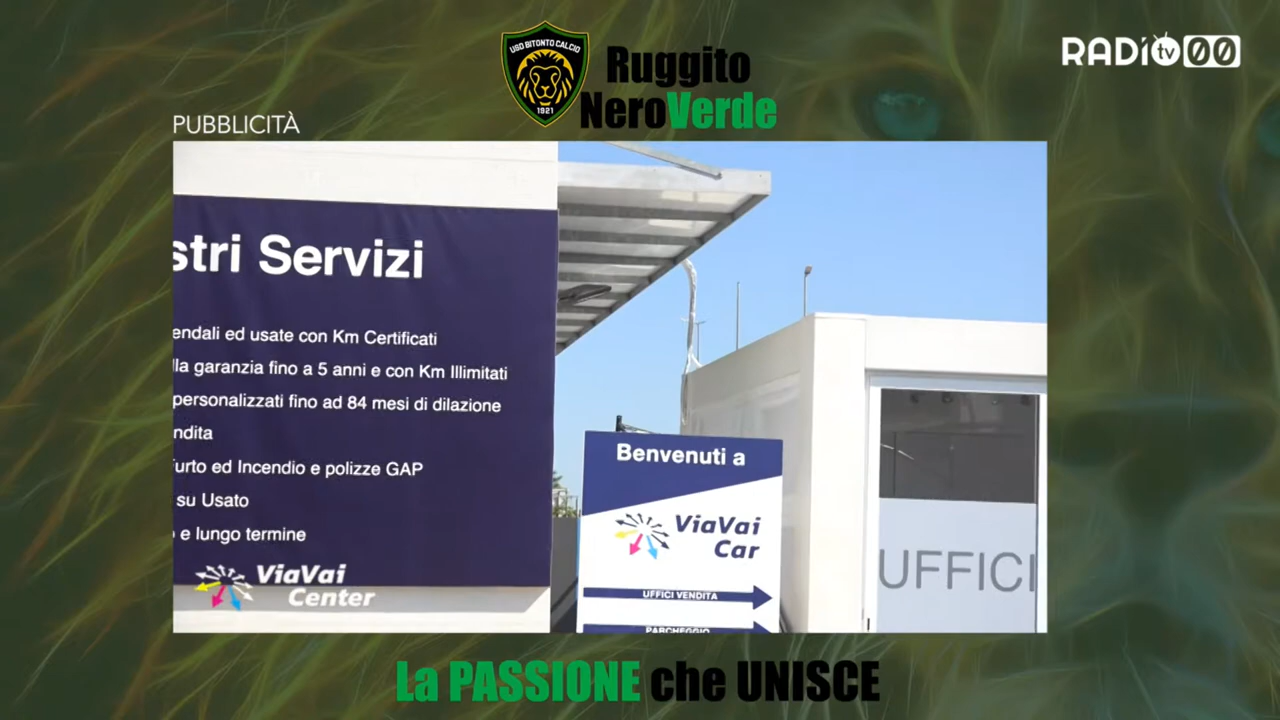 USD BITONTO CALCIO
1921
Ruggito
NeroVerde
RADIO tv 00
PUBBLICITÀ
stri Servizi
endali ed usate con Km Certificati
lla garanzia fino a 5 anni e con Km Illimitati
personalizzati fino ad 84 mesi di dilazione
ndita
Furto ed Incendio e polizze GAP
su Usato
e lungo termine
ViaVai
Center
Benvenuti a
ViaVai
Car
UFFICI VENDITA
PARCHEGGIO
UFFICI
La PASSIONE che UNISCE